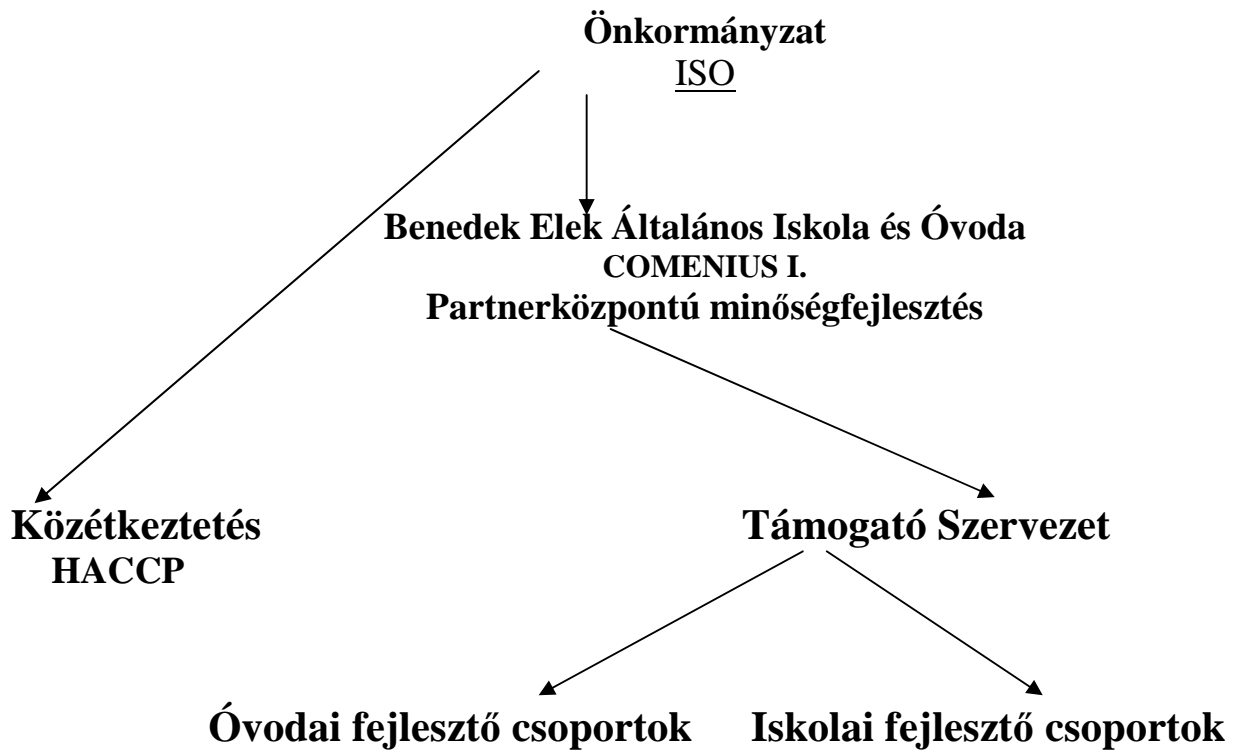 Önkormányzat
ISO
Benedek Elek Általános Iskola és Óvoda
COMENIUS I.
Partnerközpontú minőségfejlesztés
Közétkeztetés
HACCP
Támogató Szervezet
Óvodai fejlesztő csoportok
Iskolai fejlesztő csoportok